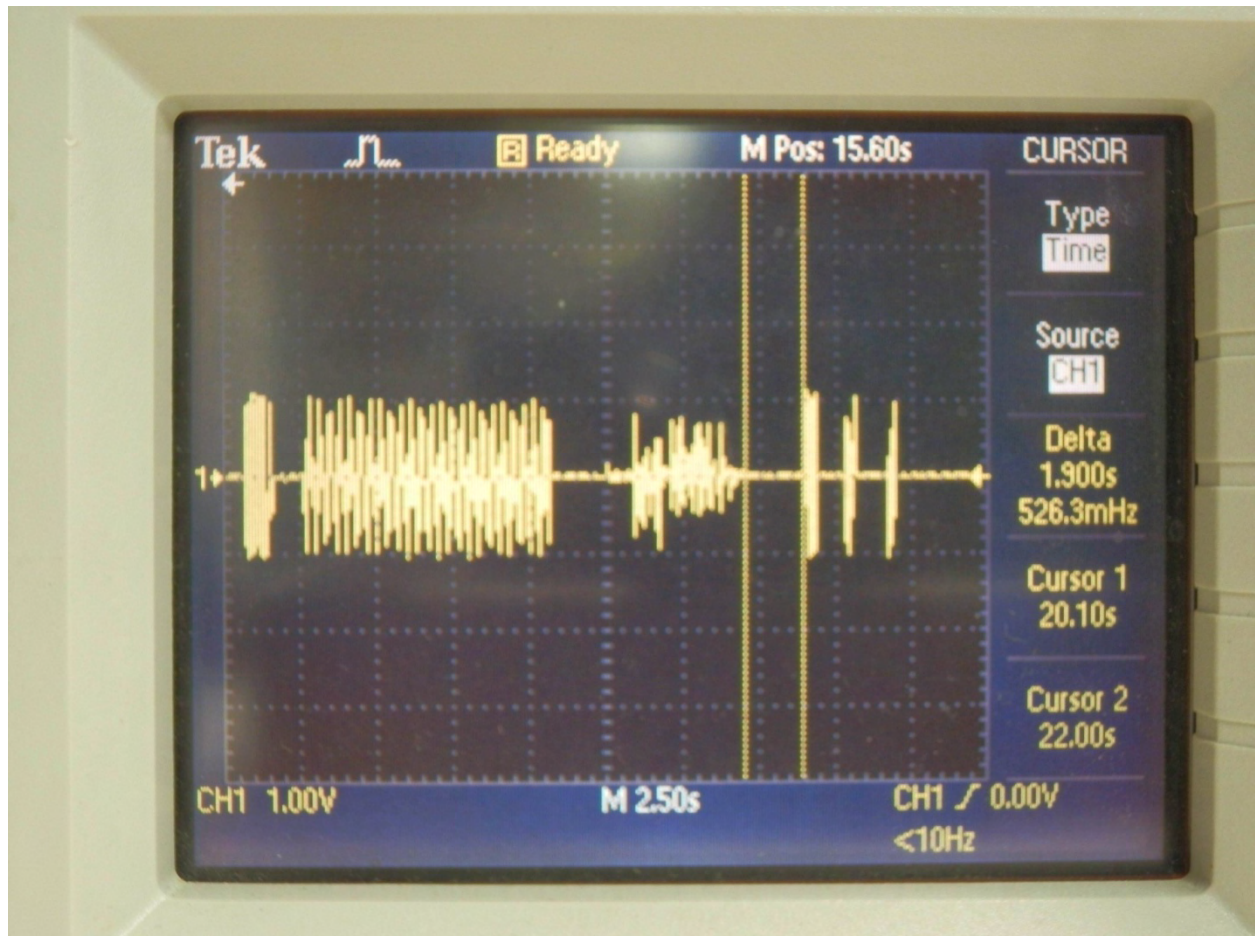 Tek R Ready M Pos: 15.60s CURSOR
Type
Time
Source
CH1
Delta
1.900s
526.3mHz
1
Cursor 1
20.10s
Cursor 2
22.00s
CH1 1.00V M 2.50s CH1 0.00V
<10Hz